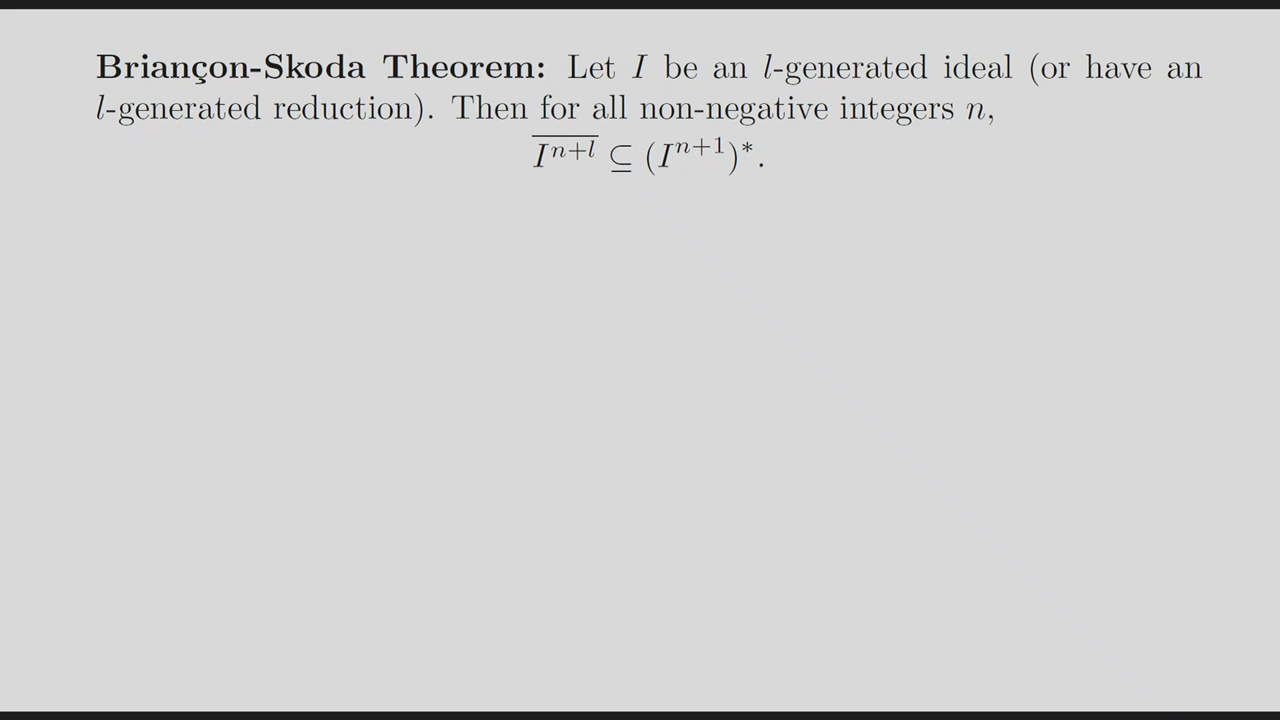 Briançon-Skoda Theorem: Let I be an l-generated ideal (or have an
l-generated reduction). Then for all non-negative integers n,
$\overline{I^{n+l}} \subseteq (I^{n+1})^*.$